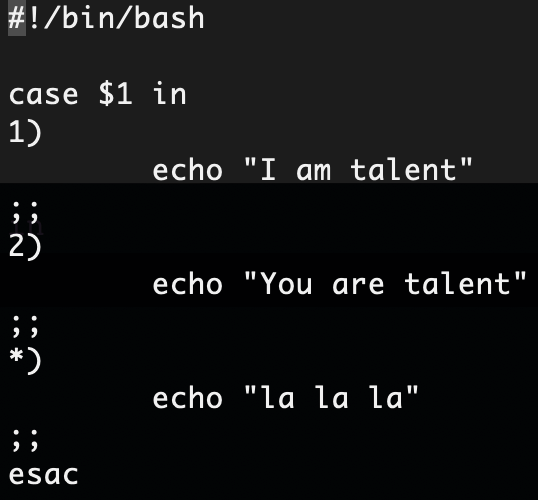 #!/bin/bash
case $1 in
1)
echo "I am talent"
;;
2)
echo "You are talent"
;;
*)
echo "la la la"
;;
esac